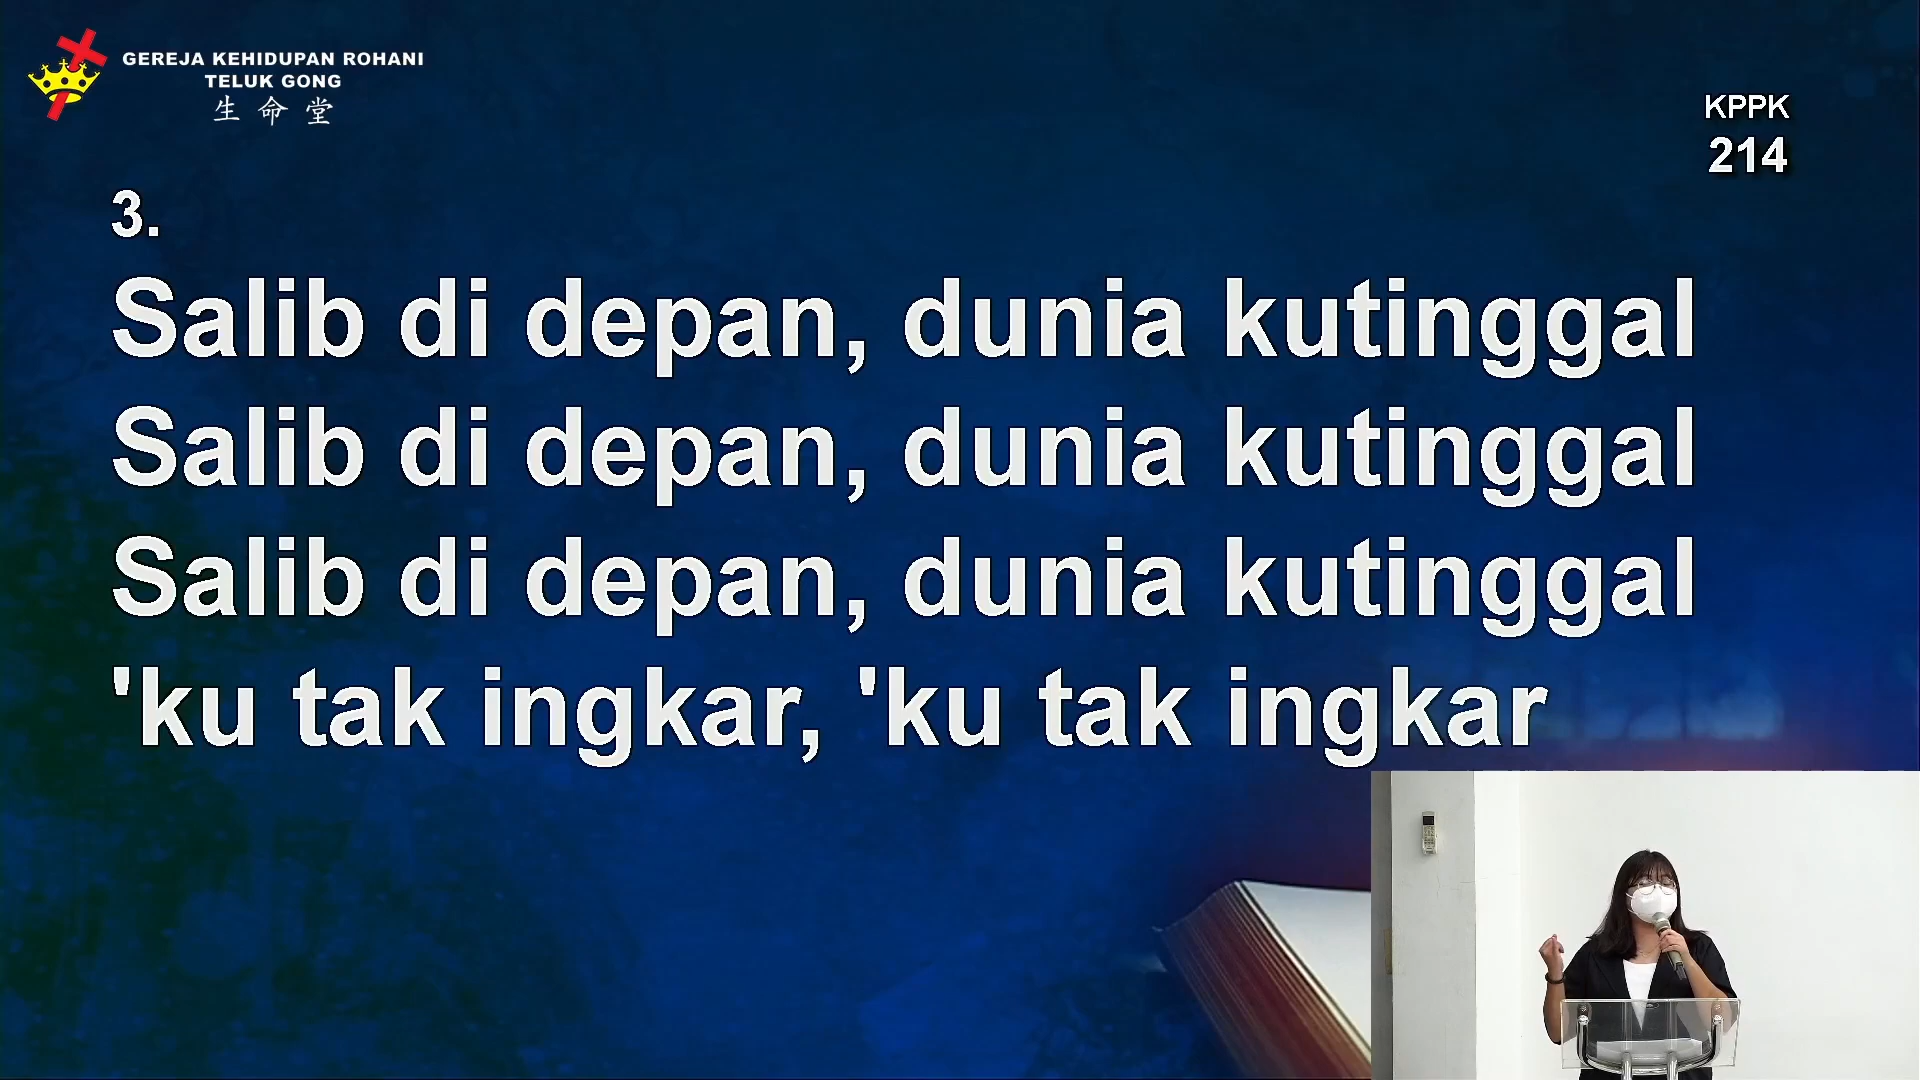 GEREJA KEHIDUPAN ROHANI
TELUK GONG
生命堂
KPPK
214
3.
Salib di depan, dunia kutinggal
Salib di depan, dunia kutinggal
Salib di depan, dunia kutinggal
'ku tak ingkar, 'ku tak ingkar